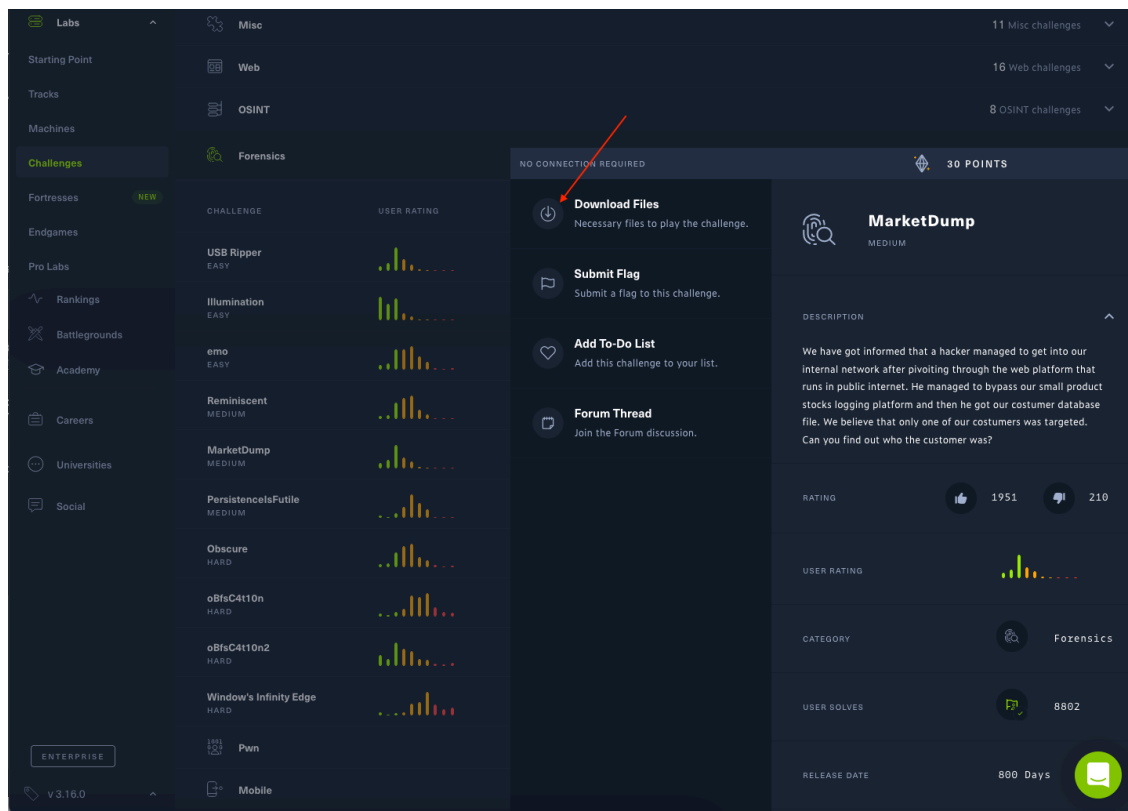 Labs
Starting Point
Tracks
Machines
Challenges
Fortresses NEW
Endgames
Pro Labs
Rankings
Battlegrounds
Academy
Careers
Universities
Social
ENTERPRISE
v 3.16.0
Misc 11 Misc challenges
Web 16 Web challenges
OSINT 8 OSINT challenges
Forensics
CHALLENGE USER RATING
USB Ripper
EASY
Illumination
EASY
emo
EASY
Reminiscent
MEDIUM
MarketDump
MEDIUM
PersistenceIsFutile
MEDIUM
Obscure
HARD
oBfsC4t10n
HARD
oBfsC4t10n2
HARD
Window's Infinity Edge
HARD
Pwn
Mobile
NO CONNECTION REQUIRED
30 POINTS
Download Files
Necessary files to play the challenge.
Submit Flag
Submit a flag to this challenge.
Add To-Do List
Add this challenge to your list.
Forum Thread
Join the Forum discussion.
MarketDump
MEDIUM
DESCRIPTION
We have got informed that a hacker managed to get into our
internal network after pivoiting through the web platform that
runs in public internet. He managed to bypass our small product
stocks logging platform and then he got our costumer database
file. We believe that only one of our costumers was targeted.
Can you find out who the customer was?
RATING 1951 210
USER RATING
CATEGORY Forensics
USER SOLVES 8802
RELEASE DATE 800 Days